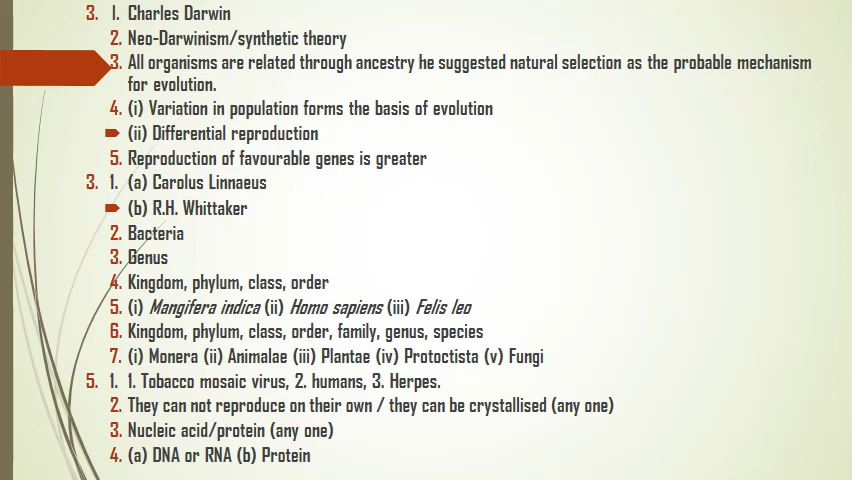 3. 1. Charles Darwin
2. Neo-Darwinism/synthetic theory
3. All organisms are related through ancestry he suggested natural selection as the probable mechanism
for evolution.
4. (i) Variation in population forms the basis of evolution
(ii) Differential reproduction
5. Reproduction of favourable genes is greater
3. 1. (a) Carolus Linnaeus
(b) R.H. Whittaker
2. Bacteria
3. Genus
4. Kingdom, phylum, class, order
5. (i) Mangifera indica (ii) Homo sapiens (iii) Felis leo
6. Kingdom, phylum, class, order, family, genus, species
7. (i) Monera (ii) Animalae (iii) Plantae (iv) Protoctista (v) Fungi
5. 1. 1. Tobacco mosaic virus, 2. humans, 3. Herpes.
2. They can not reproduce on their own / they can be crystallised (any one)
3. Nucleic acid/protein (any one)
4. (a) DNA or RNA (b) Protein